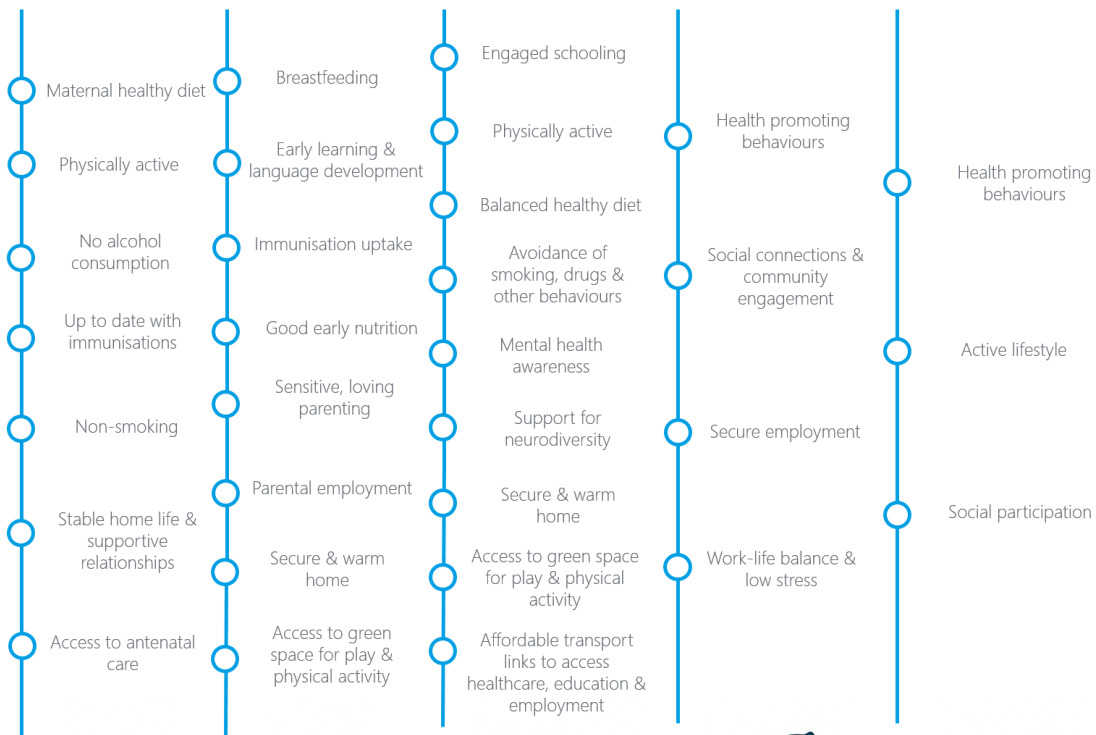 Maternal healthy diet
Physically active
No alcohol
consumption
Up to date with
immunisations
Non-smoking
Stable home life &
supportive
relationships
Access to antenatal
care
Breastfeeding
Early learning &
language development
Immunisation uptake
Good early nutrition
Sensitive, loving
parenting
Parental employment
Secure & warm
home
Access to green
space for play &
physical activity
Engaged schooling
Physically active
Balanced healthy diet
Avoidance of
smoking, drugs &
other behaviours
Mental health
awareness
Support for
neurodiversity
Secure & warm
home
Access to green space
for play & physical
activity
Affordable transport
links to access
healthcare, education &
employment
Health promoting
behaviours
Social connections &
community
engagement
Secure employment
Work-life balance &
low stress
Health promoting
behaviours
Active lifestyle
Social participation